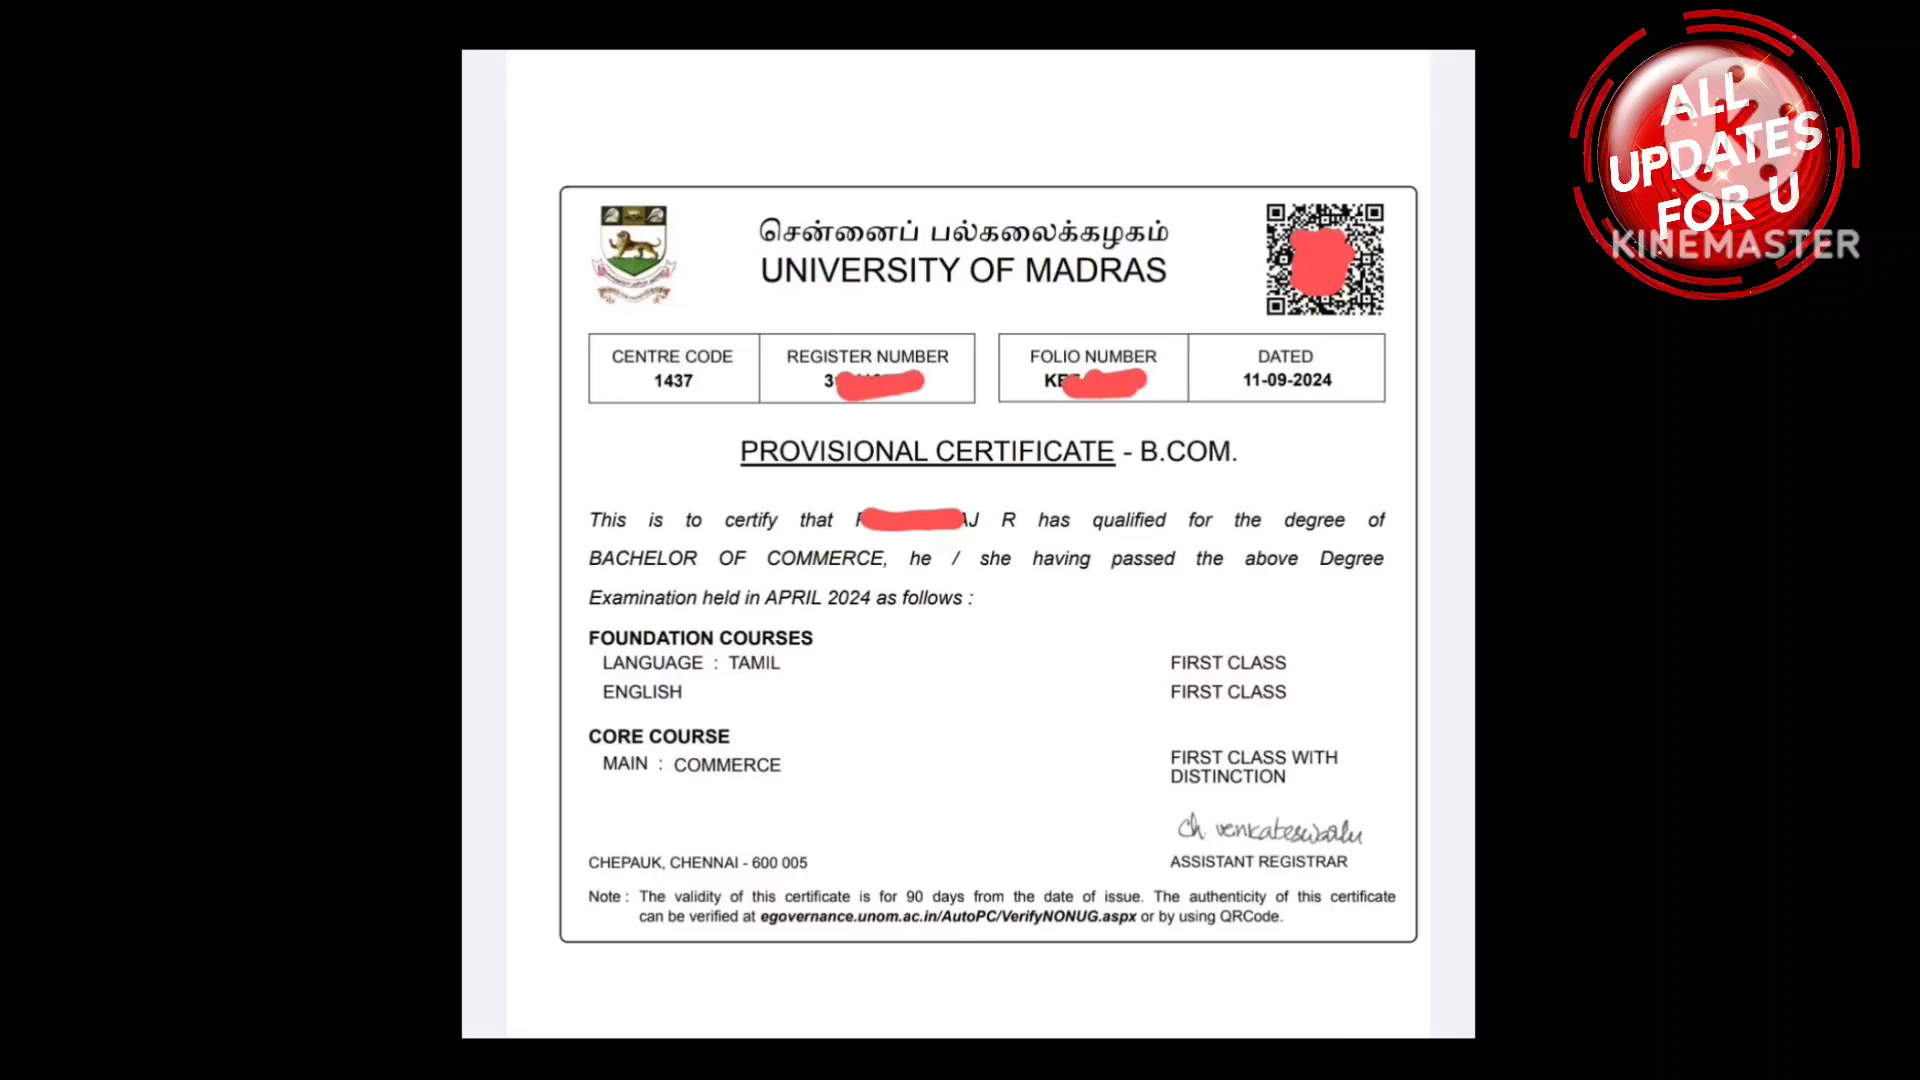 சென்னைப் பல்கலைக்கழகம்
UNIVERSITY OF MADRAS
CENTRE CODE
1437
REGISTER NUMBER
FOLIO NUMBER
DATED
11-09-2024
PROVISIONAL CERTIFICATE - B.COM.
This is to certify that R has qualified for the degree of
BACHELOR OF COMMERCE, he / she having passed the above Degree
Examination held in APRIL 2024 as follows :
FOUNDATION COURSES
LANGUAGE : TAMIL FIRST CLASS
ENGLISH FIRST CLASS
CORE COURSE
MAIN : COMMERCE FIRST CLASS WITH
DISTINCTION
Ch. Venkateswarlu
CHEPAUK, CHENNAI - 600 005 ASSISTANT REGISTRAR
Note : The validity of this certificate is for 90 days from the date of issue. The authenticity of this certificate
can be verified at egovernance.unom.ac.in/AutoPC/VerifyNONUG.aspx or by using QRCode.
ALL
UPDATES
FOR U
KINEMASTER